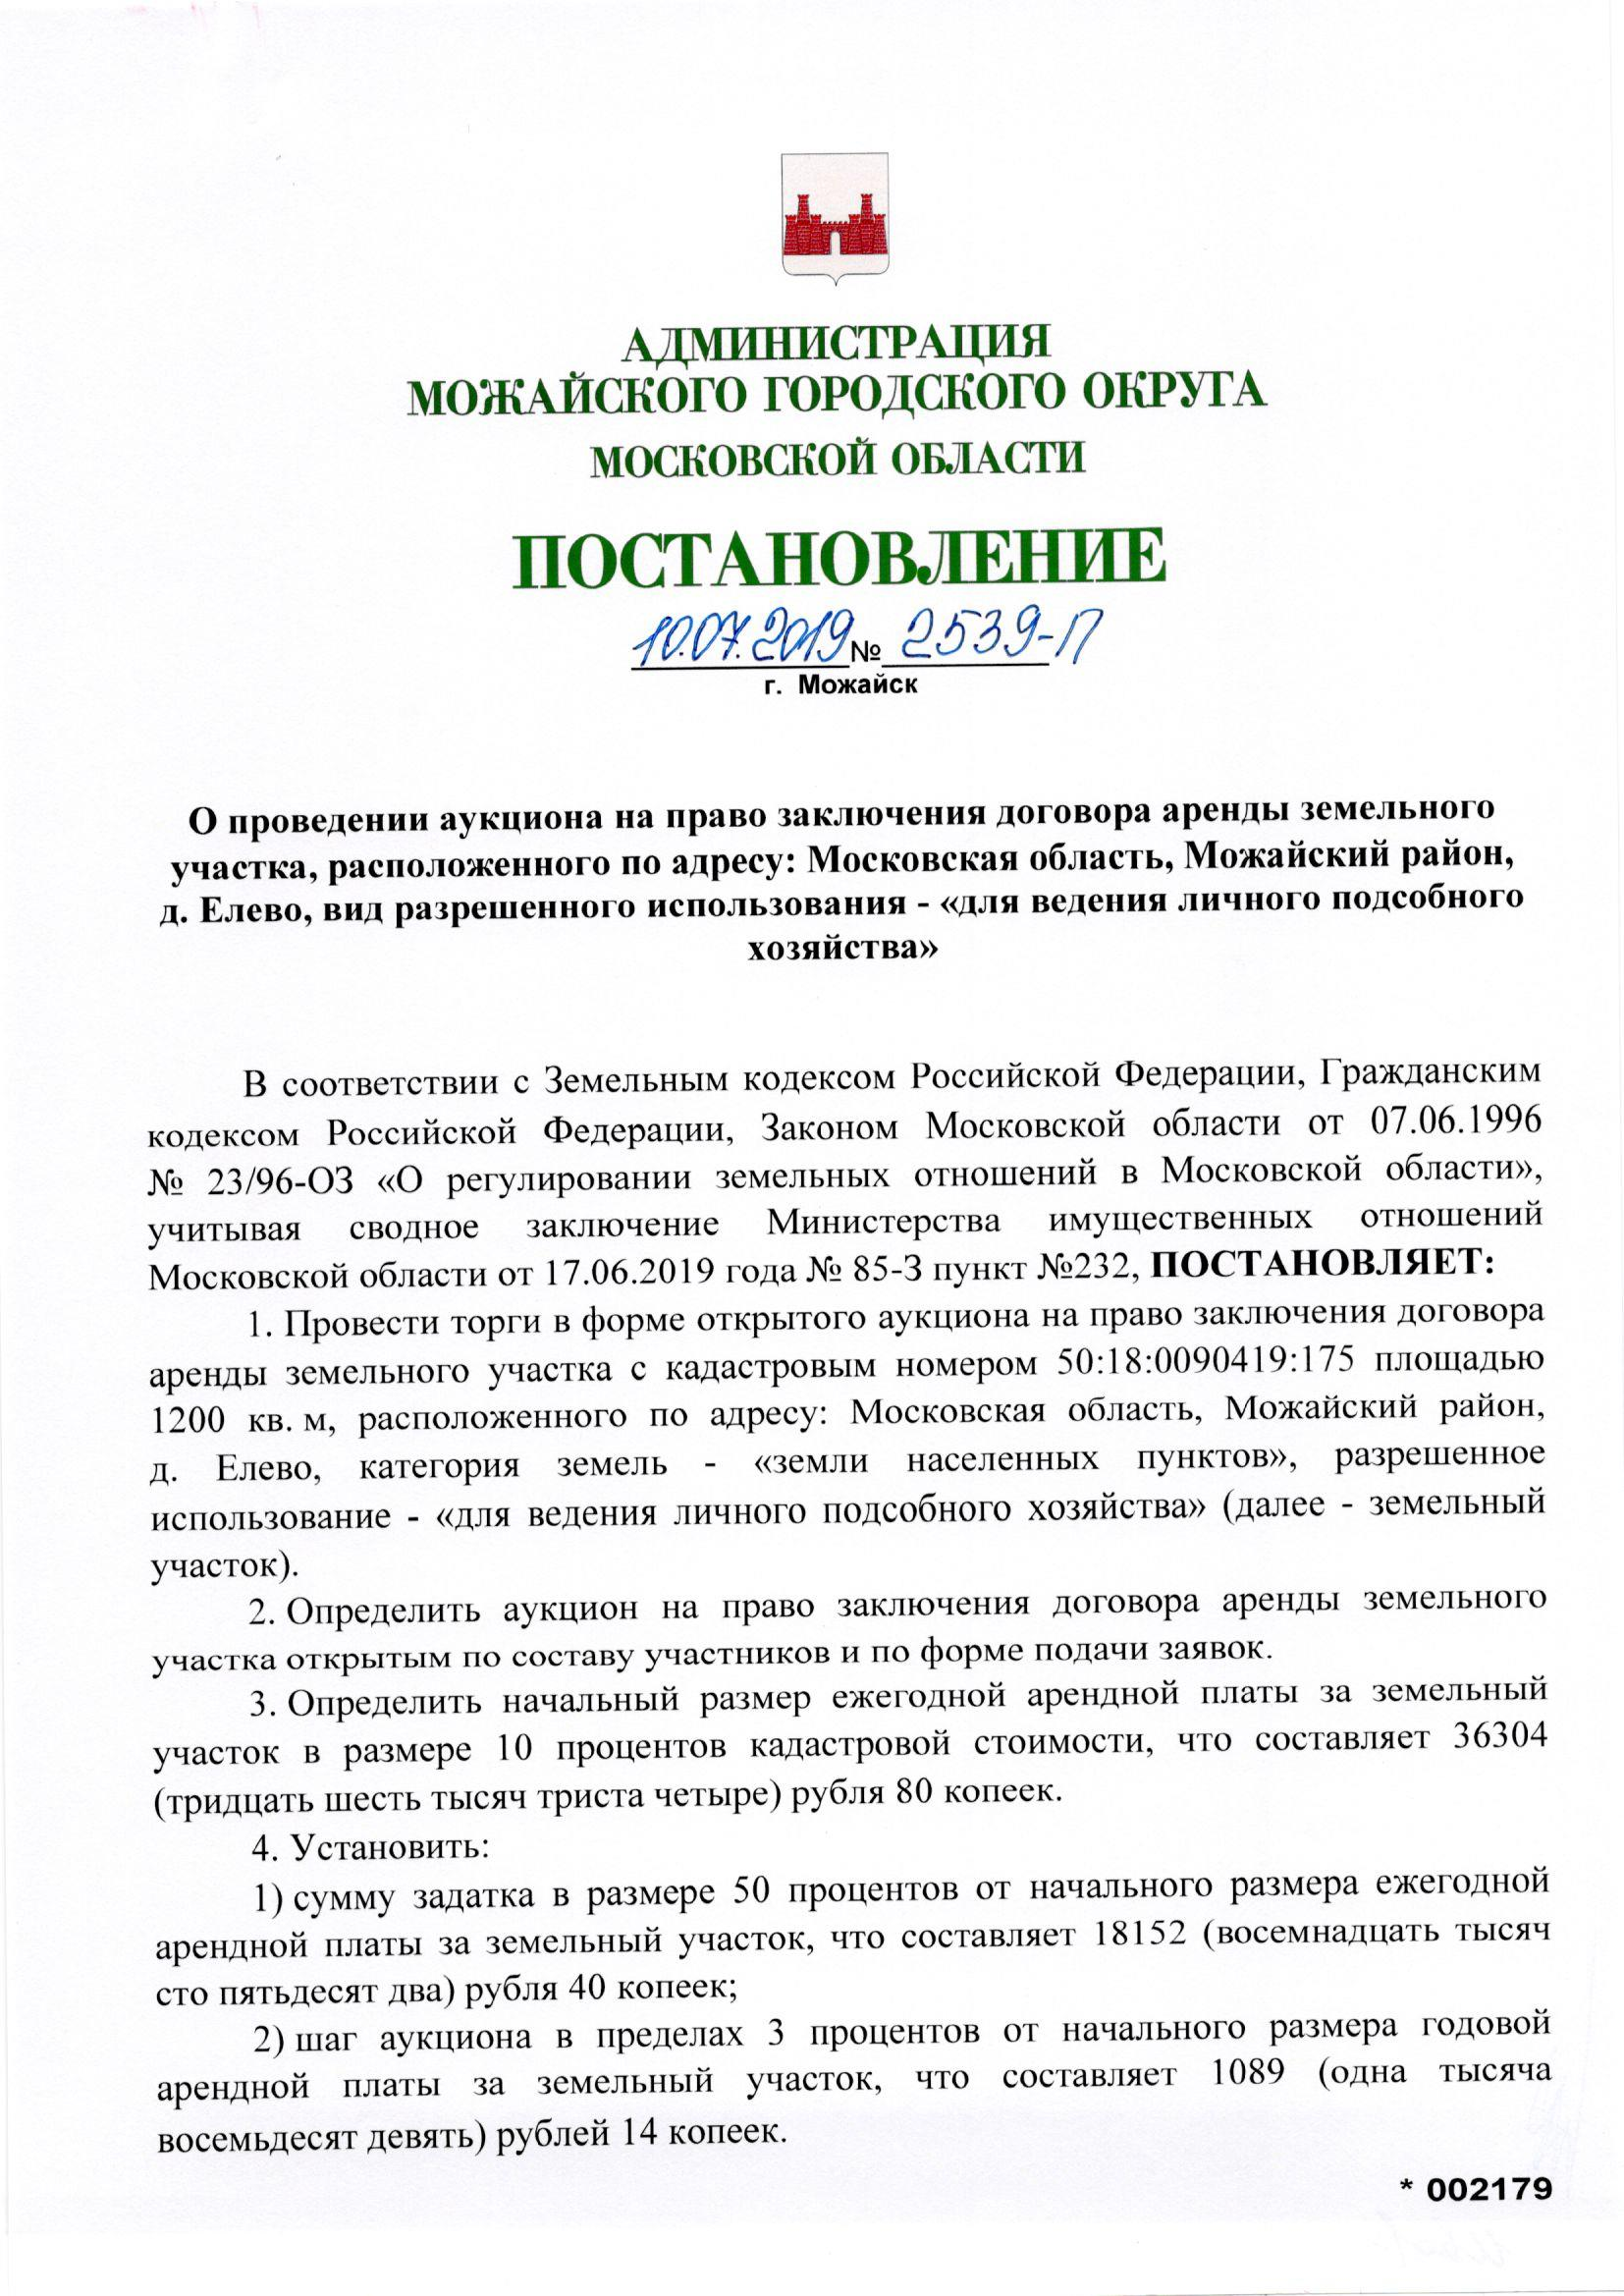 АДМИНИСТРАЦИЯ
МОЖАЙСКОГО ГОРОДСКОГО ОКРУГА
МОСКОВСКОЙ ОБЛАСТИ
ПОСТАНОВЛЕНИЕ
10.07.2019 № 2539-П
г. Можайск
О проведении аукциона на право заключения договора аренды земельного
участка, расположенного по адресу: Московская область, Можайский район,
д. Елево, вид разрешенного использования - «для ведения личного подсобного
хозяйства»
В соответствии с Земельным кодексом Российской Федерации, Гражданским
кодексом Российской Федерации, Законом Московской области от 07.06.1996
№ 23/96-ОЗ «О регулировании земельных отношений в Московской области»,
учитывая сводное заключение Министерства имущественных отношений
Московской области от 17.06.2019 года № 85-З пункт №232, ПОСТАНОВЛЯЕТ:
1. Провести торги в форме открытого аукциона на право заключения договора
аренды земельного участка с кадастровым номером 50:18:0090419:175 площадью
1200 кв. м, расположенного по адресу: Московская область, Можайский район,
д. Елево, категория земель - «земли населенных пунктов», разрешенное
использование - «для ведения личного подсобного хозяйства» (далее - земельный
участок).
2. Определить аукцион на право заключения договора аренды земельного
участка открытым по составу участников и по форме подачи заявок.
3. Определить начальный размер ежегодной арендной платы за земельный
участок в размере 10 процентов кадастровой стоимости, что составляет 36304
(тридцать шесть тысяч триста четыре) рубля 80 копеек.
4. Установить:
1) сумму задатка в размере 50 процентов от начального размера ежегодной
арендной платы за земельный участок, что составляет 18152 (восемнадцать тысяч
сто пятьдесят два) рубля 40 копеек;
2) шаг аукциона в пределах 3 процентов от начального размера годовой
арендной платы за земельный участок, что составляет 1089 (одна тысяча
восемьдесят девять) рублей 14 копеек.
* 002179